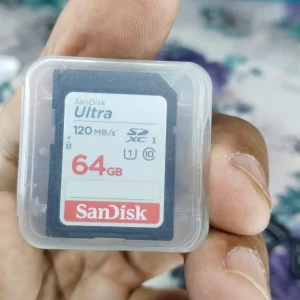 SanDisk
Ultra
120 MB/s*
SD
XC I
U1 10
64GB
SanDisk